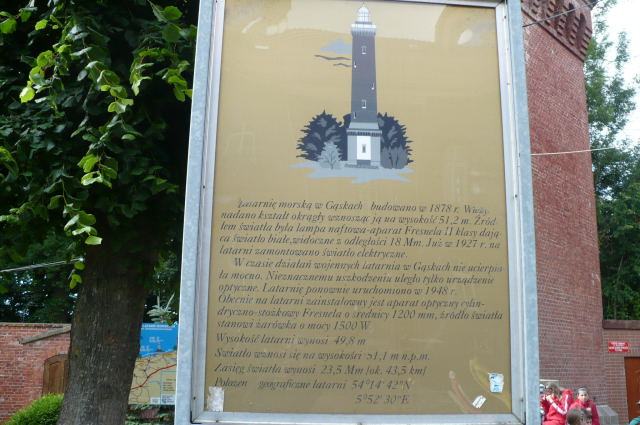 Latarnię morską w Gąskach budowano w 1878 r. Wieży
nadano kształt okrągły wznosząc ją na wysokość 51,2 m. Źród-
łem światła była lampa naftowa-aparat Fresnela II klasy dają-
ca światło białe, widoczne z odległości 18 Mm. Już w 1927 r. na
latarni zamontowano światło elektryczne.
W czasie działań wojennych latarnia w Gąskach nie ucierpia-
ła mocno. Nieznacznemu uszkodzeniu uległo tylko urządzenie
optyczne. Latarnię ponownie uruchomiono w 1948 r.
Obecnie na latarni zainstalowny jest aparat optyczny cylin-
dryczno-stożkowy Fresnela o średnicy 1200 mm, źródło światła
stanowi żarówka o mocy 1500 W.
Wysokość latarni wynosi 49,8 m
Światło wznosi się na wysokości 51,1 m n.p.m.
Zasięg światła wynosi 23,5 Mm /ok. 43,5 km/
Położen geograficzne latarni 54°14'42"N
5°52'30"E.